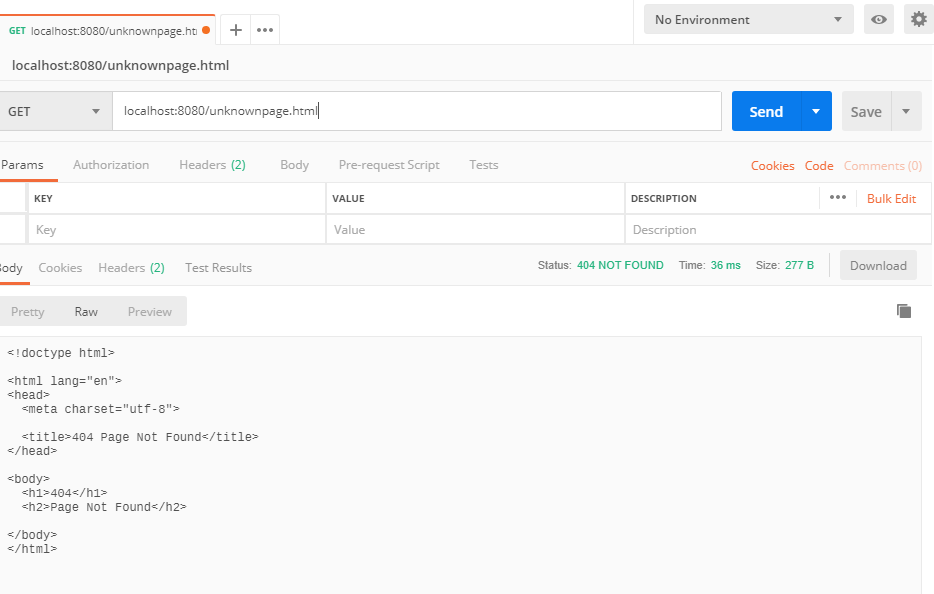 GET localhost:8080/unknownpage.ht
No Environment
localhost:8080/unknownpage.html
GET localhost:8080/unknownpage.html Send Save
Params Authorization Headers (2) Body Pre-request Script Tests Cookies Code Comments (0)
KEY VALUE DESCRIPTION ••• Bulk Edit
Key Value Description
Body Cookies Headers (2) Test Results Status: 404 NOT FOUND Time: 36 ms Size: 277 B Download
Pretty Raw Preview
<!doctype html>
<html lang="en">
<head>
<meta charset="utf-8">
<title>404 Page Not Found</title>
</head>
<body>
<h1>404</h1>
<h2>Page Not Found</h2>
</body>
</html>